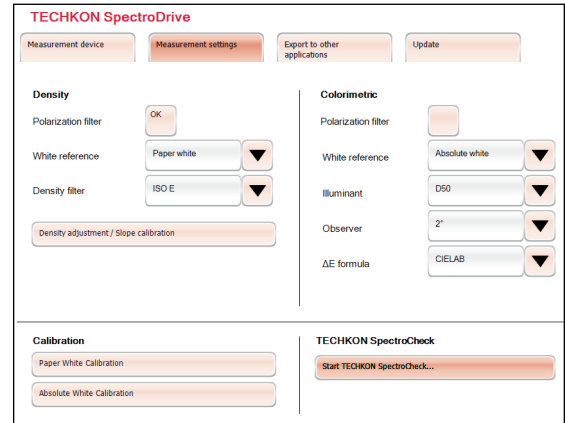 TECHKON SpectroDrive
Measurement device
Measurement settings
Export to other
applications
Update
Density
Polarization filter
OK
White reference
Paper white
Density filter
ISO E
Density adjustment / Slope calibration
Colorimetric
Polarization filter
White reference
Absolute white
Illuminant
D50
Observer
2°
ΔE formula
CIELAB
Calibration
Paper White Calibration
Absolute White Calibration
TECHKON SpectroCheck
Start TECHKON SpectroCheck...